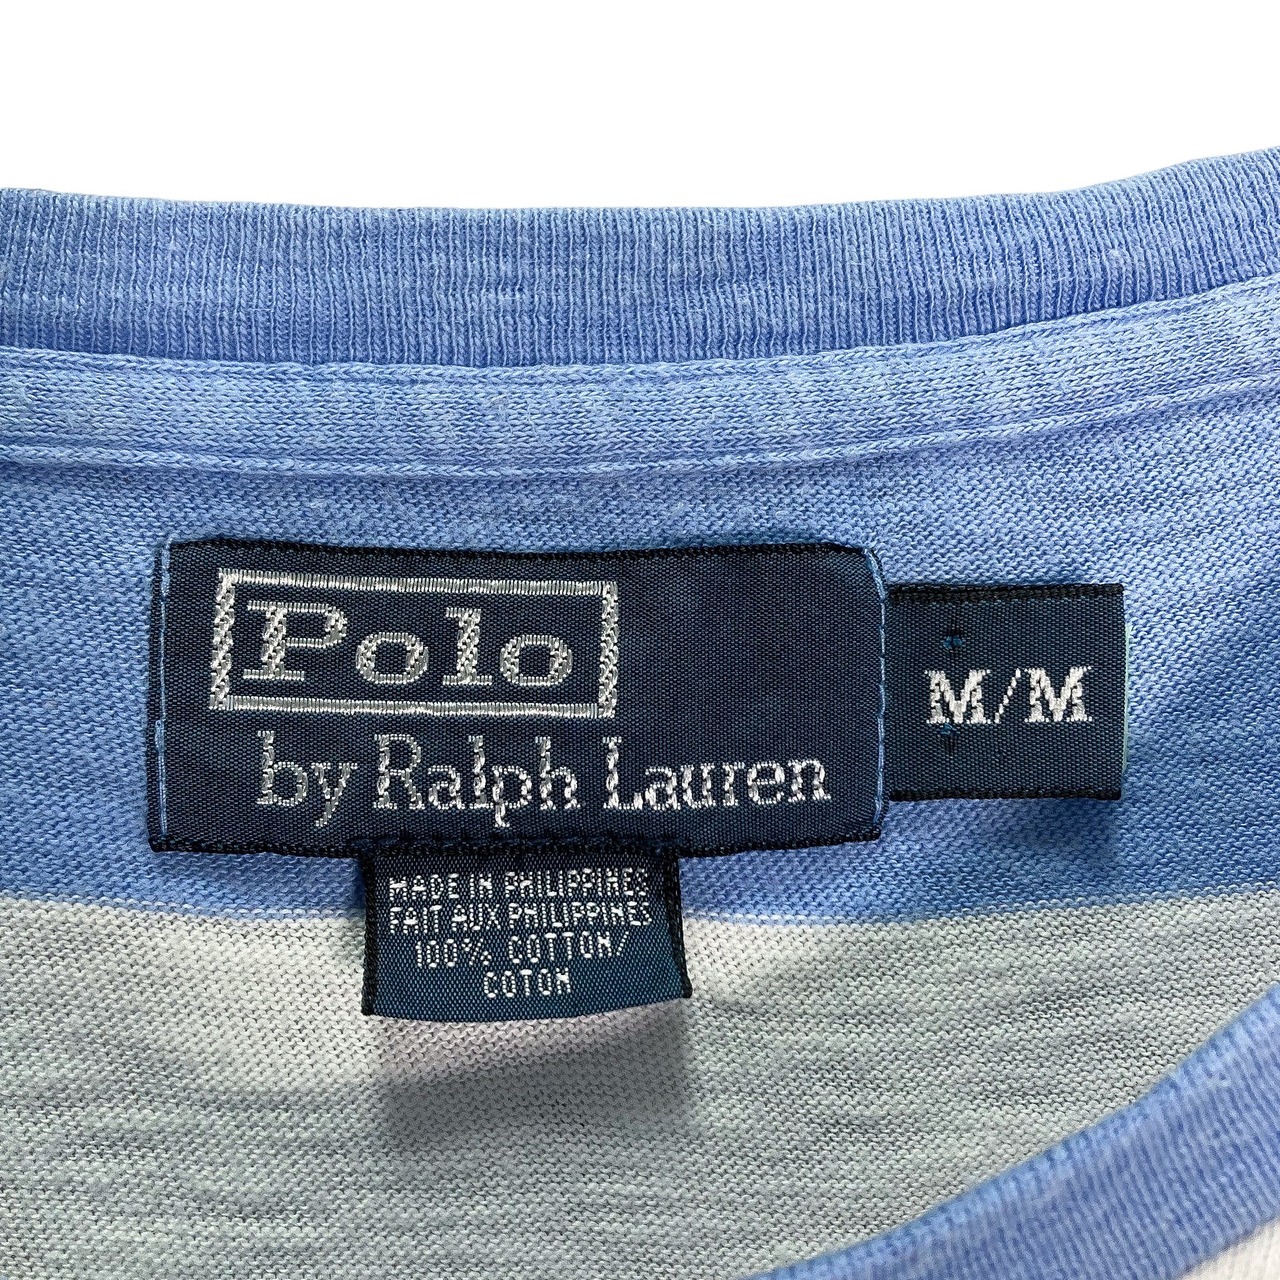 Polo
by Ralph Lauren
M/M
MADE IN PHILIPPINES
FAIT AUX PHILIPPINES
100% COTTON/
COTON